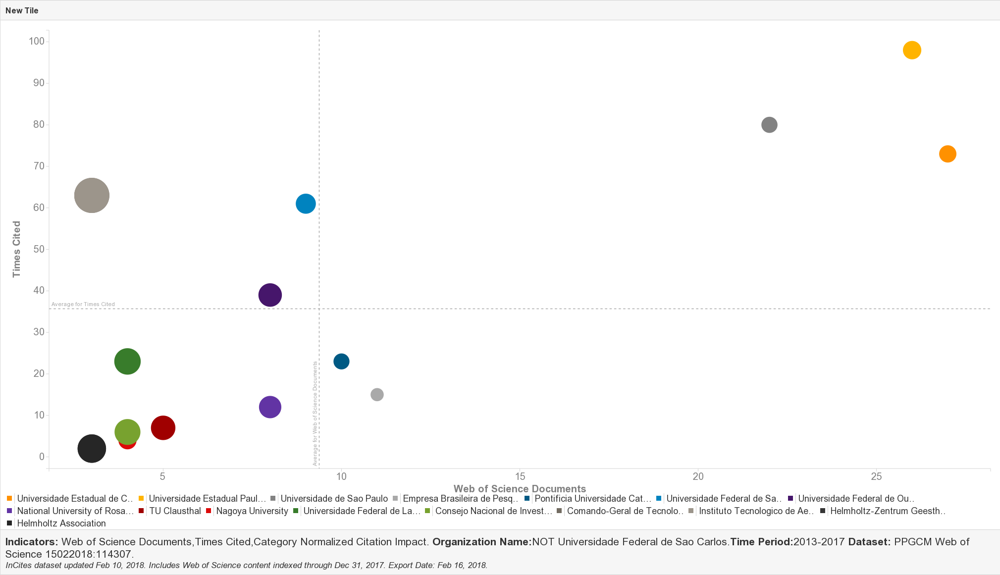 New Tile
100
90
80
70
60
50
40
30
20
10
0
Times Cited
Average for Times Cited
Average for Web of Science Documents
5
10
15
20
25
Web of Science Documents
Universidade Estadual de C.. Universidade Estadual Paul... Universidade de Sao Paulo Empresa Brasileira de Pesq.. Pontificia Universidade Cat... Universidade Federal de Sa.. Universidade Federal de Ou..
National University of Rosa... TU Clausthal Nagoya University Universidade Federal de La... Consejo Nacional de Invest... Comando-Geral de Tecnolo.. Instituto Tecnologico de Ae.. Helmholtz-Zentrum Geesth..
Helmholtz Association
Indicators: Web of Science Documents,Times Cited,Category Normalized Citation Impact. Organization Name:NOT Universidade Federal de Sao Carlos.Time Period:2013-2017 Dataset: PPGCM Web of
Science 15022018:114307.
InCites dataset updated Feb 10, 2018. Includes Web of Science content indexed through Dec 31, 2017. Export Date: Feb 16, 2018.